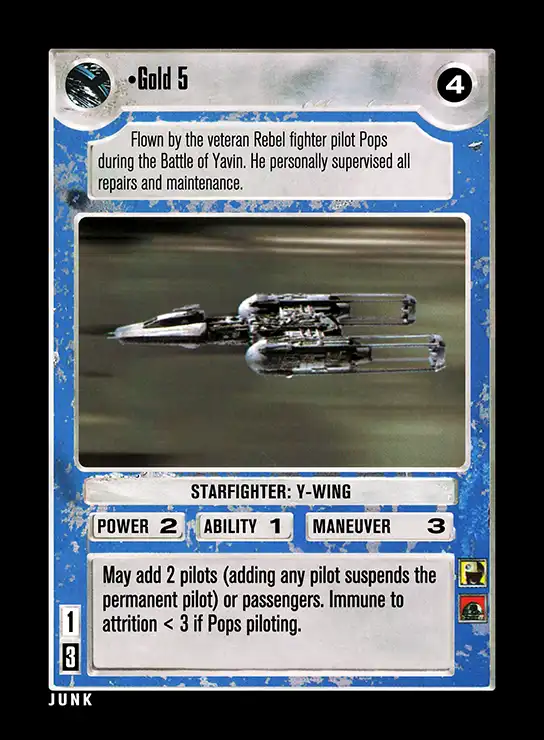 •Gold 5
4
Flown by the veteran Rebel fighter pilot Pops
during the Battle of Yavin. He personally supervised all
repairs and maintenance.
STARFIGHTER: Y-WING
POWER 2 ABILITY 1 MANEUVER 3
May add 2 pilots (adding any pilot suspends the
permanent pilot) or passengers. Immune to
attrition < 3 if Pops piloting.
1
3
JUNK